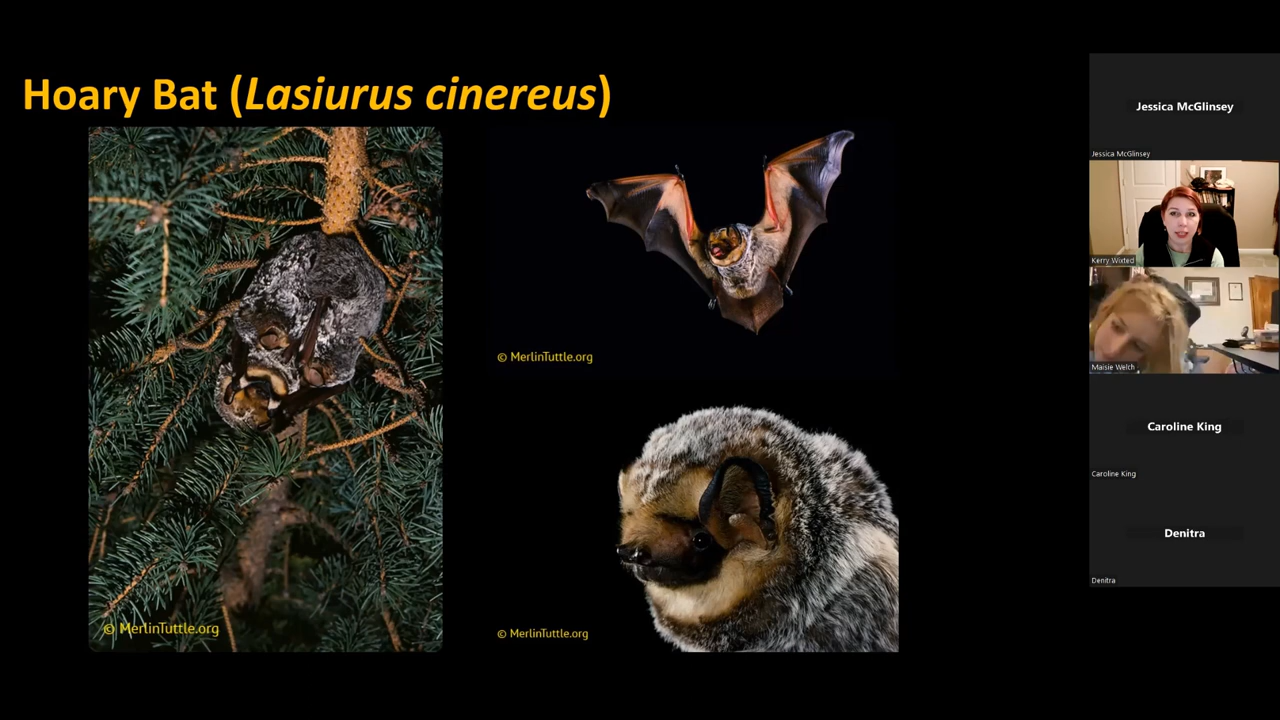 Hoary Bat (Lasiurus cinereus)
© MerlinTuttle.org
© MerlinTuttle.org
© MerlinTuttle.org
Jessica McGlinsey
Jessica McGlinsey
Kerry Wixted
Maisie Welch
Caroline King
Caroline King
Denitra
Denitra